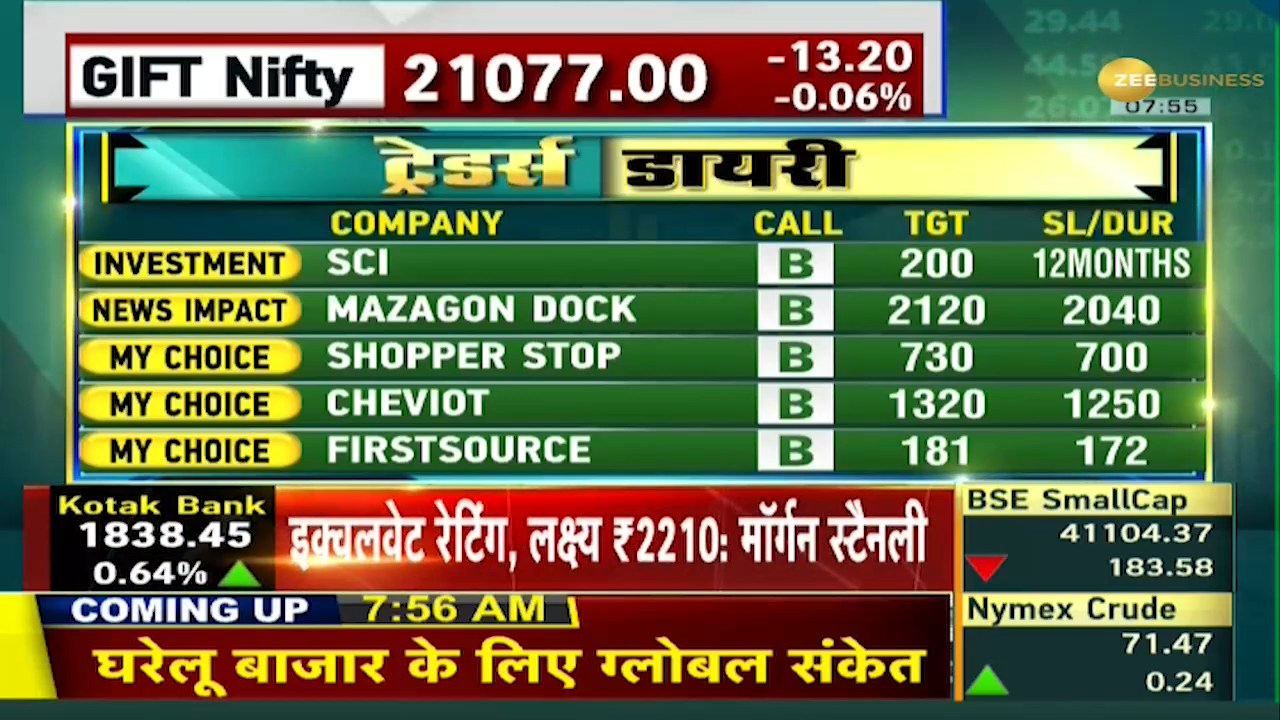 GIFT Nifty 21077.00 -13.20 -0.06%
ZEEBUSINESS
07:55
ट्रेडर्स डायरी
COMPANY CALL TGT SL/DUR
INVESTMENT SCI B 200 12MONTHS
NEWS IMPACT MAZAGON DOCK B 2120 2040
MY CHOICE SHOPPER STOP B 730 700
MY CHOICE CHEVIOT B 1320 1250
MY CHOICE FIRSTSOURCE B 181 172
Kotak Bank
1838.45
0.64%
इक्वलवेट रेटिंग, लक्ष्य ₹2210: मॉर्गन स्टैनली
BSE SmallCap
41104.37
183.58
COMING UP 7:56 AM
घरेलू बाजार के लिए ग्लोबल संकेत
Nymex Crude
71.47
0.24